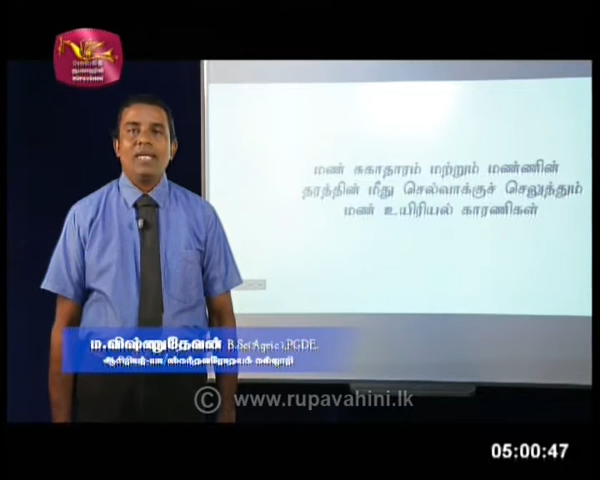 மண் சுகாதாரம் மற்றும் மண்ணின்
தரத்தின் மீது செல்வாக்குச் செலுத்தும்
மண் உயிரியல் காரணிகள்
ம.விஷ்ணுதேவன் B.Sc(Agric),PGDE.
© www.rupavahini.lk
05:00:47